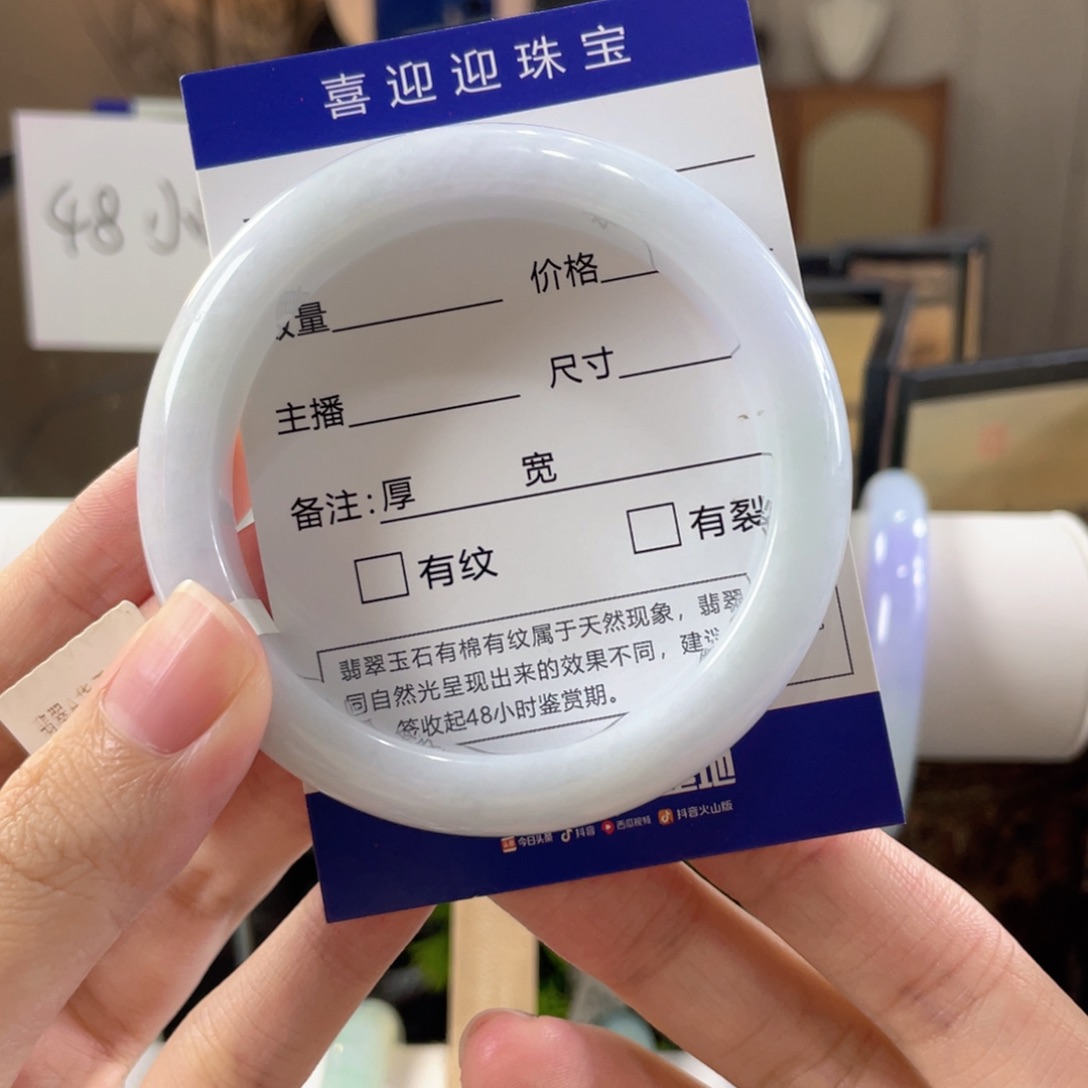 喜迎迎珠宝
48小
量 价格
主播 尺寸
备注：厚 宽
有纹 有裂
翡翠玉石有棉有纹属于天然现象，翡翠
同自然光呈现出来的效果不同，建
签收起48小时鉴赏期。
今日头条 抖音 西瓜视频 抖音火山版